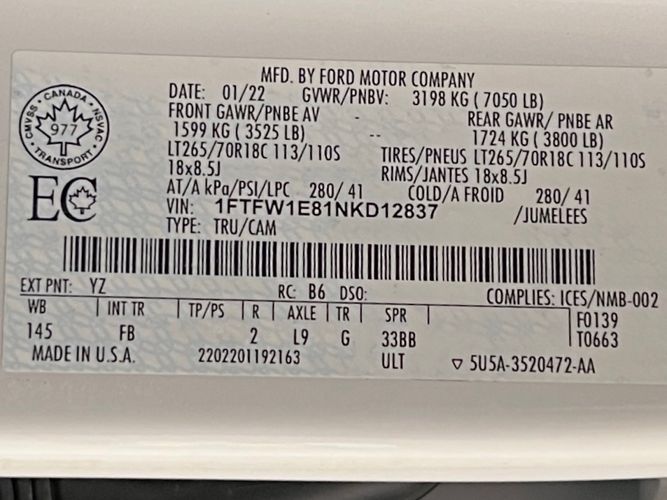 MFD. BY FORD MOTOR COMPANY
CANADA
CMVSS NSVAC
977
TRANSPORT
DATE: 01/22 GVWR/PNBV: 3198 KG ( 7050 LB)
FRONT GAWR/PNBE AV - REAR GAWR/ PNBE AR
1599 KG ( 3525 LB) -- 1724 KG ( 3800 LB)
LT265/70R18C 113/110S TIRES/PNEUS LT265/70R18C 113/110S
18x8.5J RIMS/JANTES 18x8.5J
EC
AT/A kPa/PSI/LPC 280/ 41 COLD/A FROID 280/ 41
VIN: 1FTFW1E81NKD12837 /JUMELEES
TYPE: TRU/CAM
EXT PNT: YZ RC: B6 DSO: COMPLIES: ICES/NMB-002
WB INT TR TP/PS R AXLE TR SPR F0139
145 FB 2 L9 G 33BB T0663
MADE IN U.S.A. 2202201192163 ULT ▽ 5U5A-3520472-AA